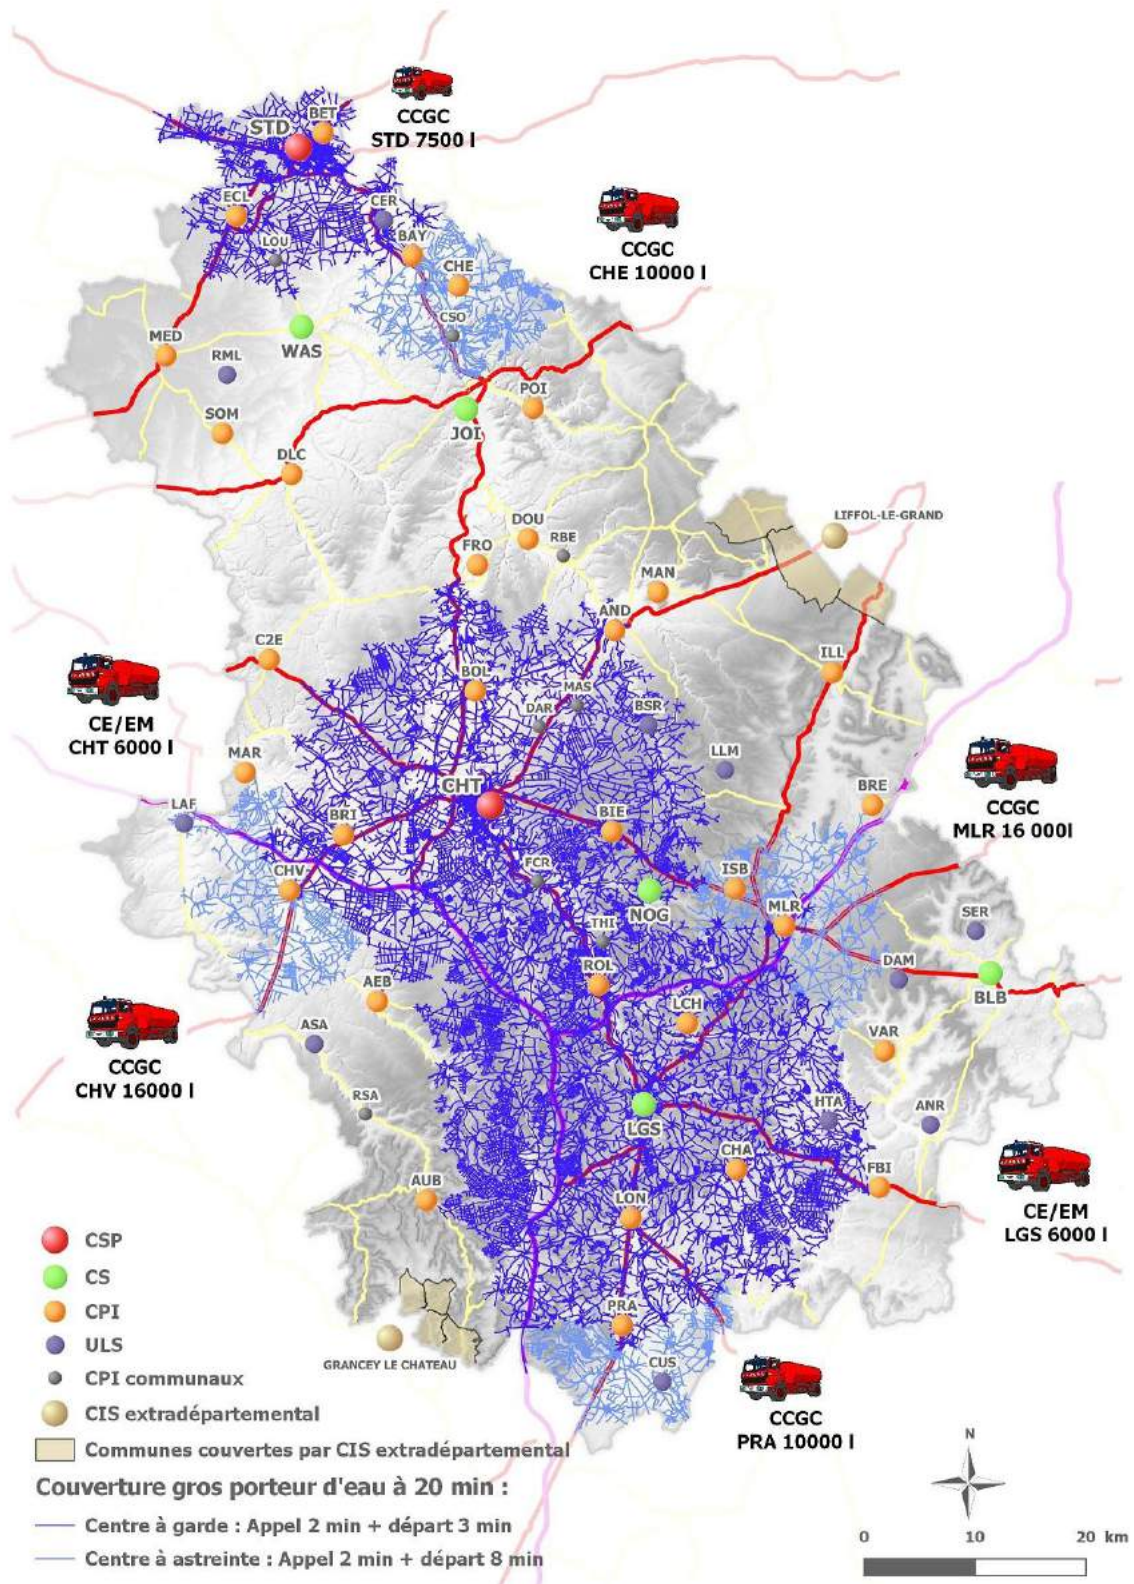 BET
STD
CCGC
STD 7500 l
ECL
CER
LOU
BAY
CHE
CCGC
CHE 10000 l
CSO
MED
WAS
RML
POI
SOM
JOI
DLC
DOU
LIFFOL-LE-GRAND
FRO
RBE
MAN
AND
C2E
ILL
BOL
MAS
DAR
BSR
CE/EM
CHT 6000 l
LLM
MAR
CHT
BRE
CCGC
MLR 16 000l
LAF
BRI
BIE
FCR
ISB
CHV
NOG
MLR
SER
THI
ROL
DAM
BLB
AEB
LCH
CCGC
CHV 16000 l
ASA
VAR
RSA
LGS
HTA
ANR
CHA
FBI
AUB
LON
CE/EM
LGS 6000 l
PRA
GRANCEY LE CHATEAU
CUS
CCGC
PRA 10000 l
CSP
CS
CPI
ULS
CPI communaux
CIS extradépartemental
Communes couvertes par CIS extradépartemental
Couverture gros porteur d'eau à 20 min :
Centre à garde : Appel 2 min + départ 3 min
Centre à astreinte : Appel 2 min + départ 8 min
N
0 10 20 km